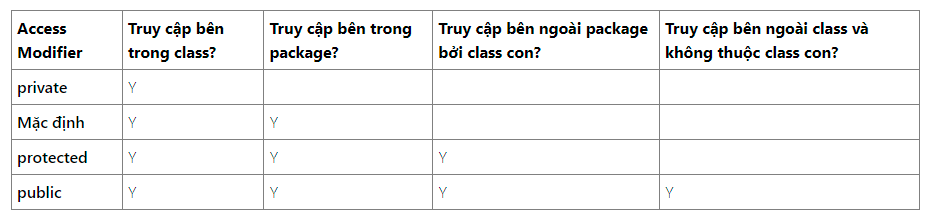 Access Modifier | Truy cập bên trong class? | Truy cập bên trong package? | Truy cập bên ngoài package bởi class con? | Truy cập bên ngoài class và không thuộc class con?
private | Y | | | |
Mặc định | Y | Y | | |
protected | Y | Y | Y | |
public | Y | Y | Y | Y